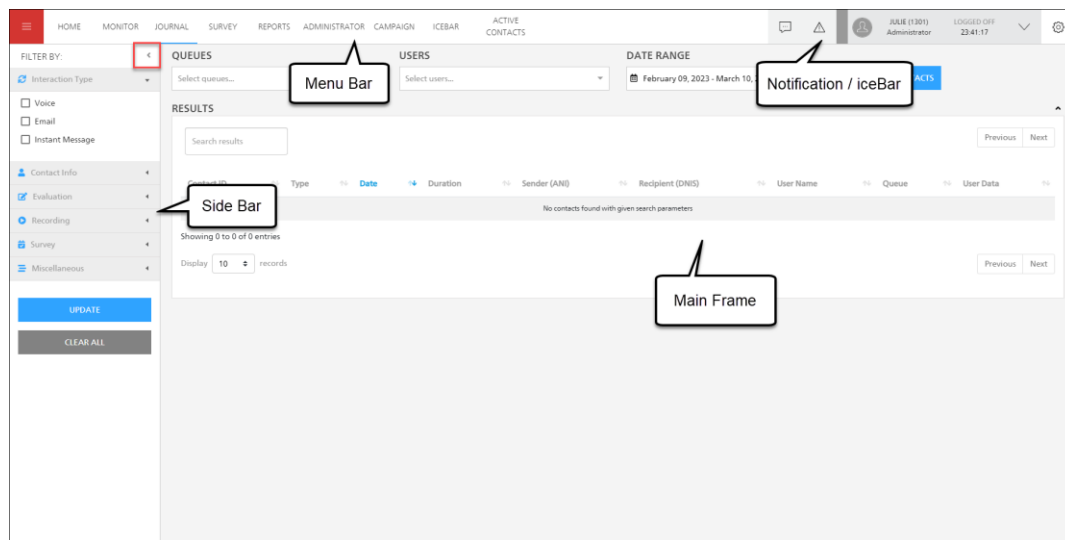 HOME MONITOR JOURNAL SURVEY REPORTS ADMINISTRATOR CAMPAIGN ICEBAR ACTIVE CONTACTS
JULIE (1301) Administrator
LOGGED OFF 23:41:17
FILTER BY:
Interaction Type
Voice
Email
Instant Message
Contact Info
Evaluation
Recording
Survey
Miscellaneous
UPDATE
CLEAR ALL
QUEUES USERS DATE RANGE
Select queues... Select users... February 09, 2023 - March 10,
Menu Bar
Notification / iceBar
RESULTS
Search results
Previous Next
Type Date Duration Sender (ANI) Recipient (DNIS) User Name Queue User Data
Side Bar
No contacts found with given search parameters
Showing 0 to 0 of 0 entries
Display 10 records
Previous Next
Main Frame